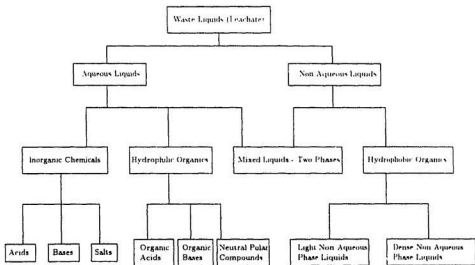 Waste Liquids (Leachate)
Aqueous Liquids
Non Aqueous Liquids
Inorganic Chemicals
Hydrophilic Organics
Mixed Liquids - Two Phases
Hydrophobic Organics
Acids
Bases
Salts
Organic
Acids
Organic
Bases
Neutral Polar
Compounds
Light Non Aqueous
Phase Liquids
Dense Non Aqueous
Phase Liquids